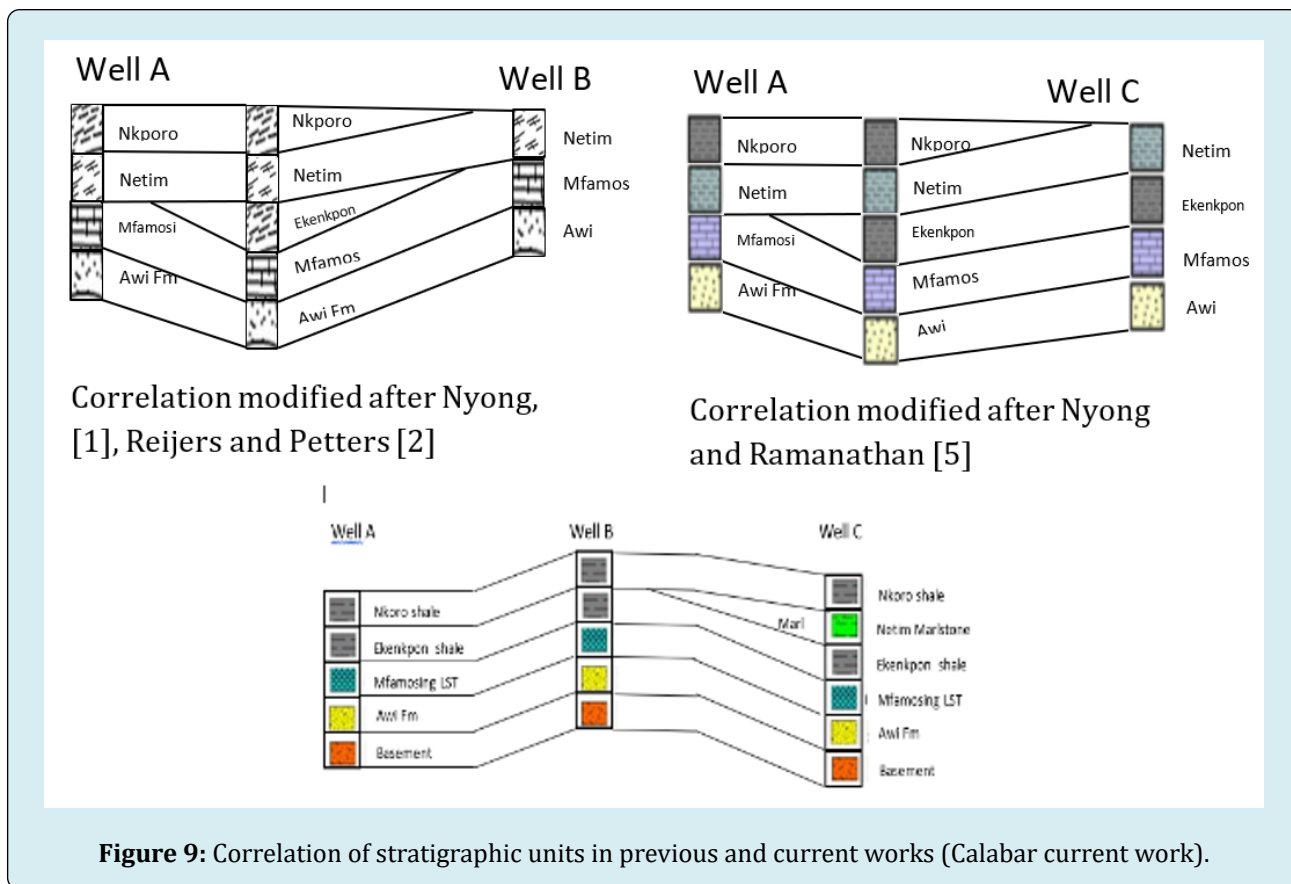 Well A
Well B
Nkporo
Nkporo
Netim
Netim
Netim
Mfamosi
Ekenkpon
Mfamos
Awi Fm
Mfamos
Awi
Awi Fm
Correlation modified after Nyong,
[1], Reijers and Petters [2]
Well A
Well C
Nkporo
Nkporo
Netim
Netim
Netim
Mfamosi
Ekenkpon
Ekenkpon
Awi Fm
Mfamos
Mfamos
Awi
Awi
Correlation modified after Nyong
and Ramanathan [5]
Well A
Well B
Well C
Nkoro shale
Ekenkpon shale
Mfamosing LST
Awi Fm
Basement
Marl
Nkoro shale
Netim Marlstone
Ekenkpon shale
Mfamosing LST
Awi Fm
Basement
Figure 9: Correlation of stratigraphic units in previous and current works (Calabar current work).